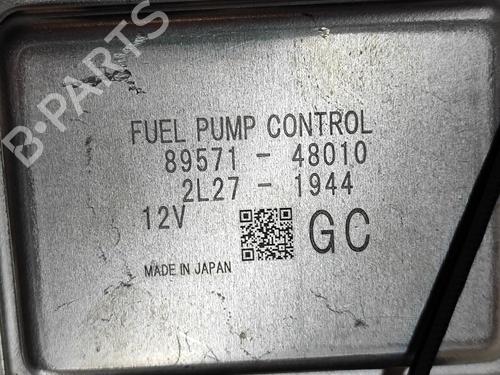 B-PARTS
FUEL PUMP CONTROL
89571 - 48010
2L27 - 1944
12V GC
MADE IN JAPAN